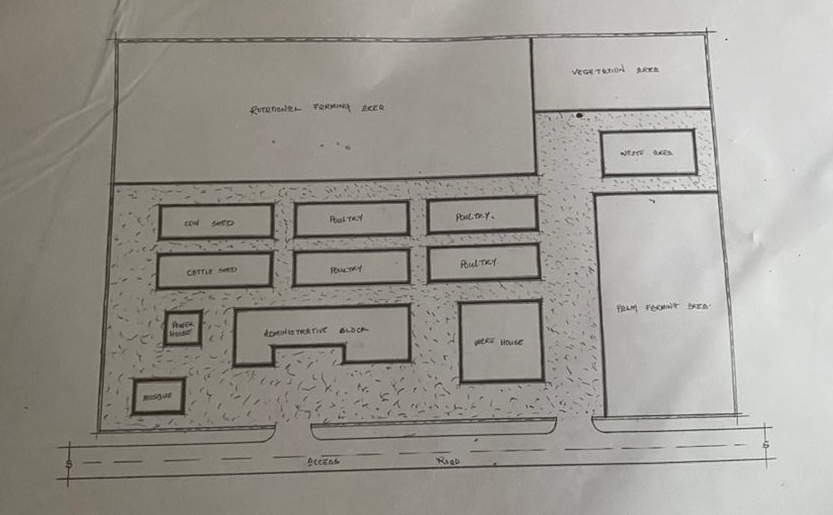 VEGETATION AREA
ROTATIONAL FARMING AREA
WASTE AREA
COW SHED
POULTRY
POULTRY.
CATTLE SHED
POULTRY
POULTRY
PALM FARMING AREA.
POWER
HOUSE
ADMINISTRATIVE BLOCK
WERE HOUSE
MOSQUE
ACCESS ROAD